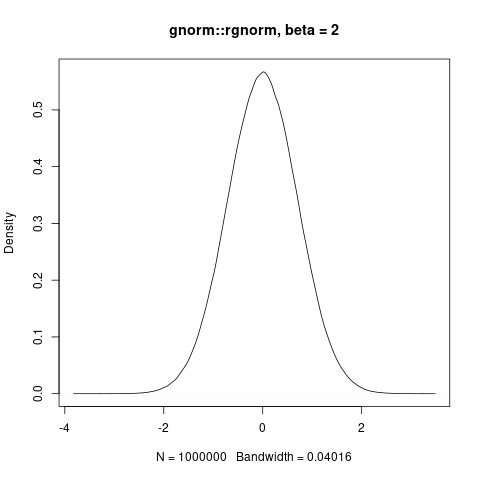 gnorm::rgnorm, beta = 2
Density
0.5
0.4
0.3
0.2
0.1
0.0
-4 -2 0 2
N = 1000000 Bandwidth = 0.04016